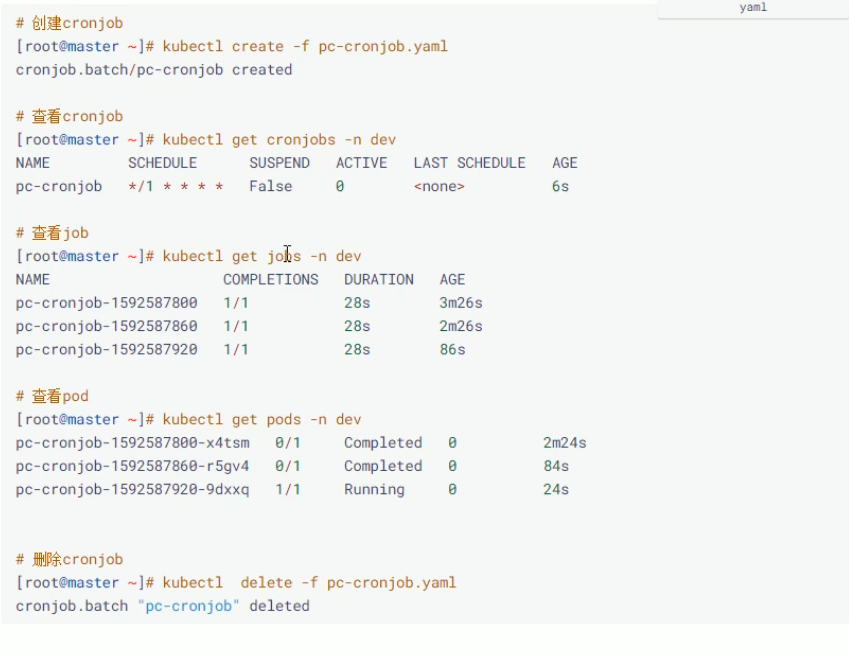 yaml
# 创建cronjob
[root@master ~]# kubectl create -f pc-cronjob.yaml
cronjob.batch/pc-cronjob created
# 查看cronjob
[root@master ~]# kubectl get cronjobs -n dev
NAME SCHEDULE SUSPEND ACTIVE LAST SCHEDULE AGE
pc-cronjob */1 * * * * False 0 <none> 6s
# 查看job
[root@master ~]# kubectl get jobs -n dev
NAME COMPLETIONS DURATION AGE
pc-cronjob-1592587800 1/1 28s 3m26s
pc-cronjob-1592587860 1/1 28s 2m26s
pc-cronjob-1592587920 1/1 28s 86s
# 查看pod
[root@master ~]# kubectl get pods -n dev
pc-cronjob-1592587800-x4tsm 0/1 Completed 0 2m24s
pc-cronjob-1592587860-r5gv4 0/1 Completed 0 84s
pc-cronjob-1592587920-9dxxq 1/1 Running 0 24s
# 删除cronjob
[root@master ~]# kubectl  delete -f pc-cronjob.yaml
cronjob.batch "pc-cronjob" deleted